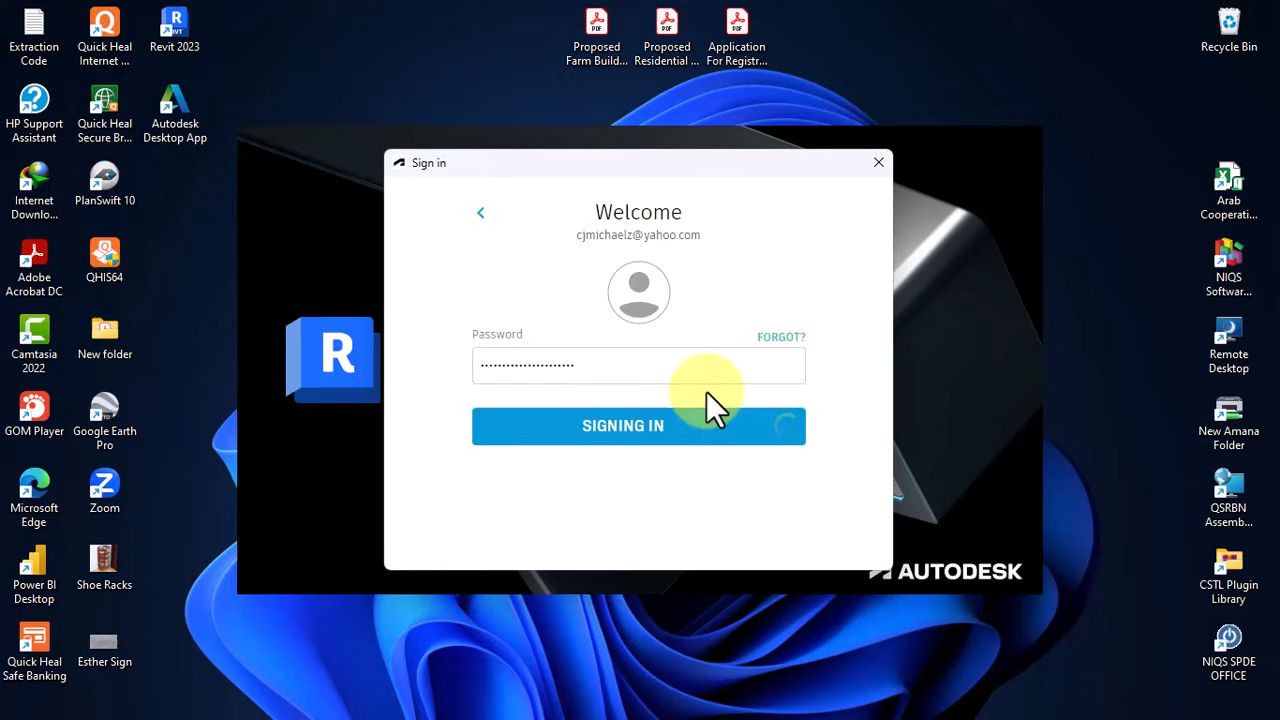 Extraction
Code
Quick Heal
Internet ...
Revit 2023
HP Support
Assistant
Quick Heal
Secure Br...
Autodesk
Desktop App
Internet
Downlo...
PlanSwift 10
Adobe
Acrobat DC
QHIS64
Camtasia
2022
New folder
GOM Player
Google Earth
Pro
Microsoft
Edge
Zoom
Power BI
Desktop
Shoe Racks
Quick Heal
Safe Banking
Esther Sign
PDF
Proposed
Farm Build...
PDF
Proposed
Residential ...
PDF
Application
For Registr...
Sign in
Welcome
cjmichaelz@yahoo.com
Password
FORGOT?
SIGNING IN
R
AUTODESK
Recycle Bin
Arab
Cooperati...
NIQS
Softwar...
Remote
Desktop
New Amana
Folder
QSRBN
Assemb...
CSTL Plugin
Library
NIQS SPDE
OFFICE